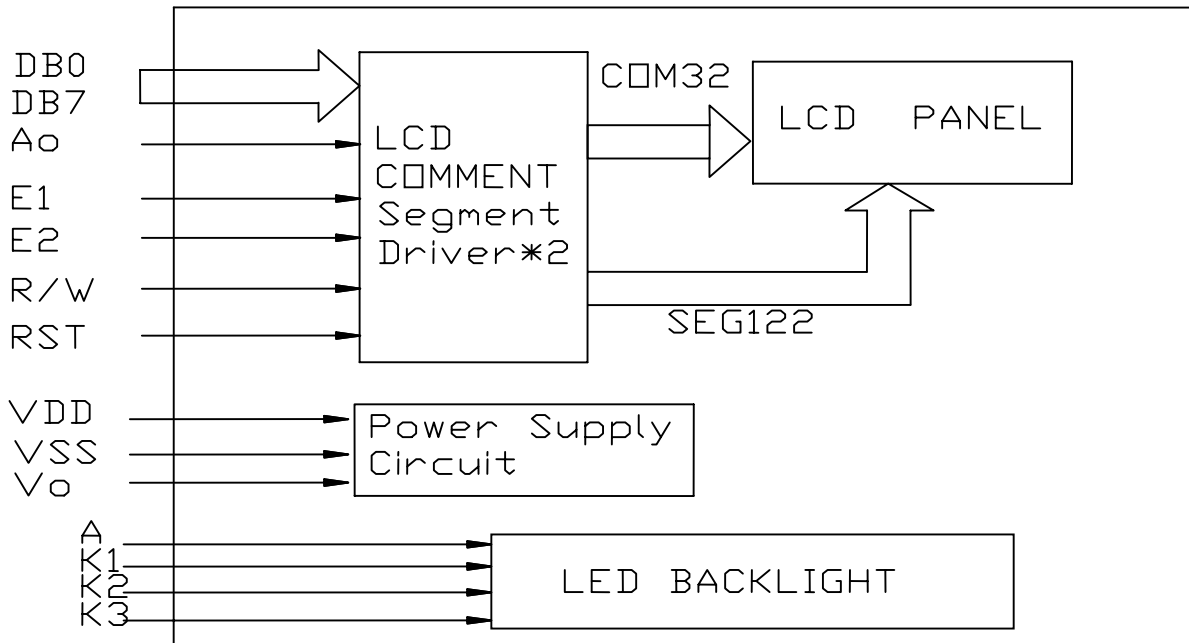 DB0
DB7
Ao
E1
E2
R/W
RST
LCD
COMMENT
Segment
Driver*2
COM32
LCD PANEL
SEG122
VDD
VSS
Vo
Power Supply
Circuit
A
K1
K2
K3
LED BACKLIGHT